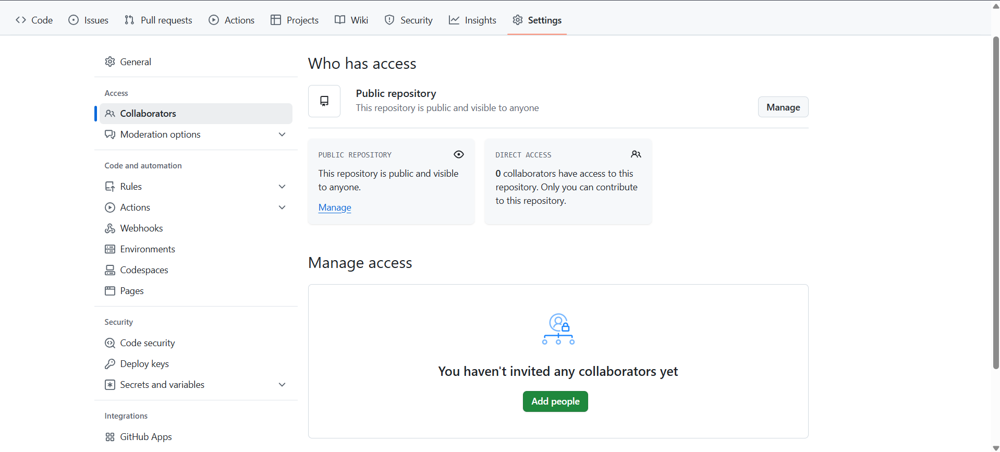 Code
Issues
Pull requests
Actions
Projects
Wiki
Security
Insights
Settings
General
Access
Collaborators
Moderation options
Code and automation
Rules
Actions
Webhooks
Environments
Codespaces
Pages
Security
Code security
Deploy keys
Secrets and variables
Integrations
GitHub Apps
Who has access
Public repository
This repository is public and visible to anyone
Manage
PUBLIC REPOSITORY
This repository is public and visible
to anyone.
Manage
DIRECT ACCESS
0 collaborators have access to this
repository. Only you can contribute
to this repository.
Manage access
You haven't invited any collaborators yet
Add people